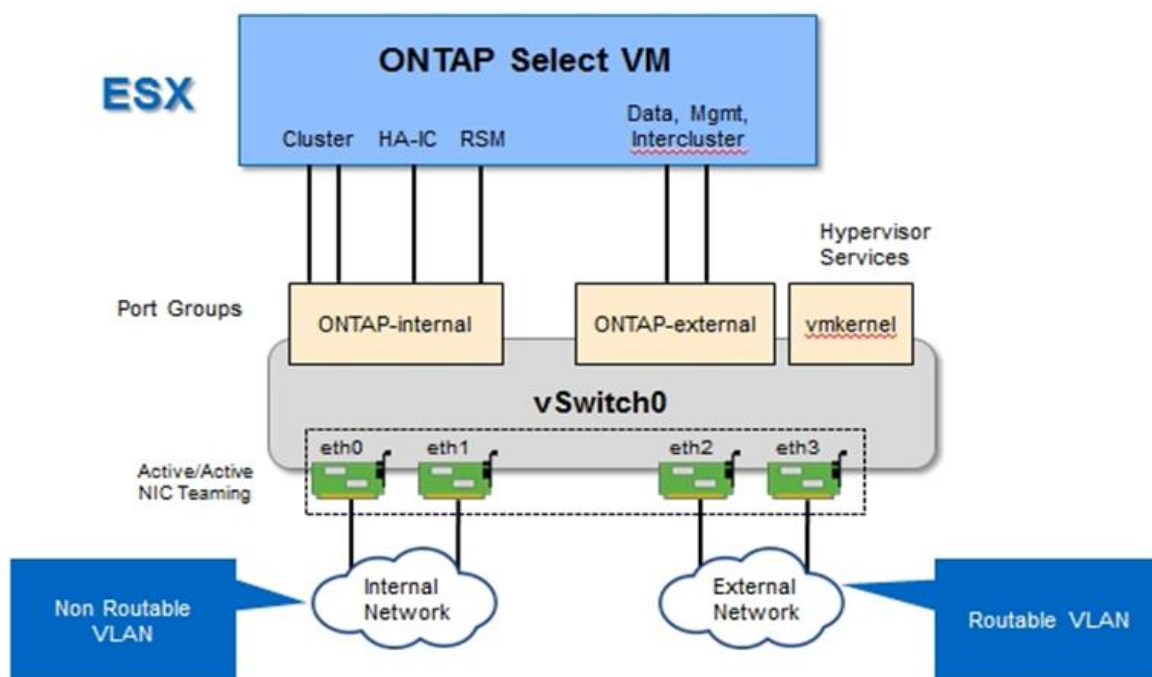 ONTAP Select VM
ESX
Cluster
HA-IC
RSM
Data, Mgmt,
Intercluster
Hypervisor
Services
Port Groups
ONTAP-internal
ONTAP-external
vmkernel
vSwitch0
eth0
eth1
eth2
eth3
Active/Active
NIC Teaming
Internal
Network
External
Network
Non Routable
VLAN
Routable VLAN